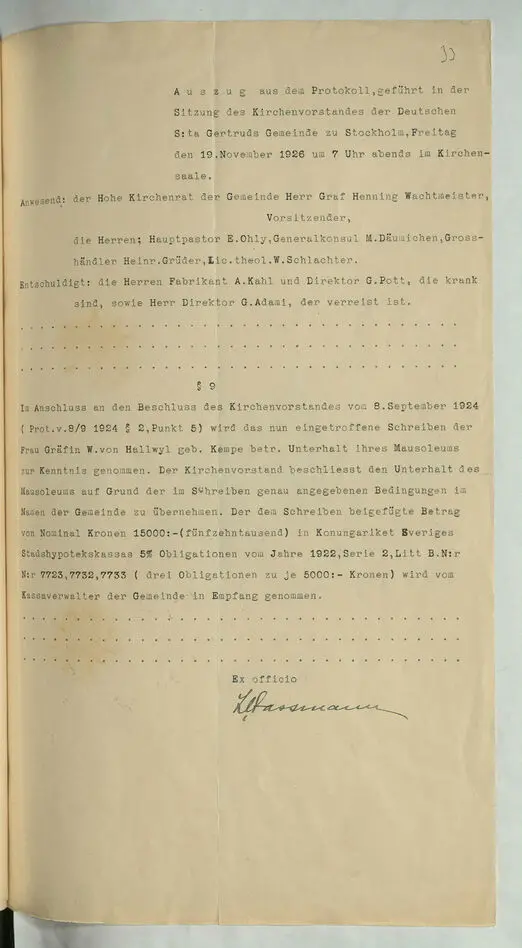 33
A u s z u g aus dem Protokoll,geführt in der
Sitzung des Kirchenvorstandes der Deutschen
S:ta Gertruds Gemeinde zu Stockholm,Freitag
den 19.November 1926 um 7 Uhr abends im Kirchen-
saale.
Anwesend: der Hohe Kirchenrat der Gemeinde Herr Graf Henning Wachtmeister,
Vorsitzender,
die Herren; Hauptpastor E.Ohly,Generalkonsul M.Däumichen,Gross-
händler Heinr.Grüder,Lic.theol.W.Schlachter.
Entschuldigt: die Herren Fabrikant A.Kahl und Direktor G.Pott, die krank
sind, sowie Herr Direktor G.Adami, der verreist ist.
. . . . . . . . . . . . . . . . . . . . . . . . . . . . . . . .
. . . . . . . . . . . . . . . . . . . . . . . . . . . . . . . .
. . . . . . . . . . . . . . . . . . . . . . . . . . . . . . . .
§ 9
Im Anschluss an den Beschluss des Kirchenvorstandes vom 8.September 1924
( Prot.v.8/9 1924 § 2,Punkt 5) wird das nun eingetroffene Schreiben der
Frau Gräfin W.von Hallwyl geb. Kempe betr. Unterhalt ihres Mausoleums
zur Kenntnis genommen. Der Kirchenvorstand beschliesst den Unterhalt des
Mausoleums auf Grund der im Schreiben genau angegebenen Bedingungen im
Namen der Gemeinde zu übernehmen. Der dem Schreiben beigefügte Betrag
von Nominal Kronen 15000:-(fünfzehntausend) in Konungariket Sveriges
Stadshypotekskassas 5% Obligationen vom Jahre 1922,Serie 2,Litt B.N:r
N:r 7723,7732,7733 ( drei Obligationen zu je 5000:- Kronen) wird vom
Kassaverwalter der Gemeinde in Empfang genommen.
. . . . . . . . . . . . . . . . . . . . . . . . . . . . . . . .
. . . . . . . . . . . . . . . . . . . . . . . . . . . . . . . .
. . . . . . . . . . . . . . . . . . . . . . . . . . . . . . . .
Ex officio